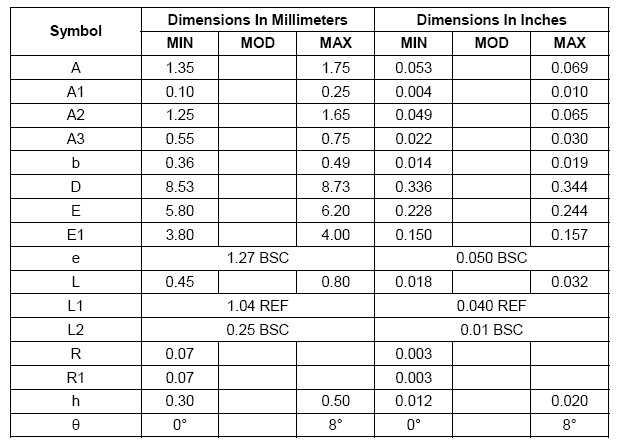 Symbol Dimensions In Millimeters Dimensions In Inches
MIN MOD MAX MIN MOD MAX
A 1.35 1.75 0.053 0.069
A1 0.10 0.25 0.004 0.010
A2 1.25 1.65 0.049 0.065
A3 0.55 0.75 0.022 0.030
b 0.36 0.49 0.014 0.019
D 8.53 8.73 0.336 0.344
E 5.80 6.20 0.228 0.244
E1 3.80 4.00 0.150 0.157
e 1.27 BSC 0.050 BSC
L 0.45 0.80 0.018 0.032
L1 1.04 REF 0.040 REF
L2 0.25 BSC 0.01 BSC
R 0.07 0.003
R1 0.07 0.003
h 0.30 0.50 0.012 0.020
θ 0° 8° 0° 8°